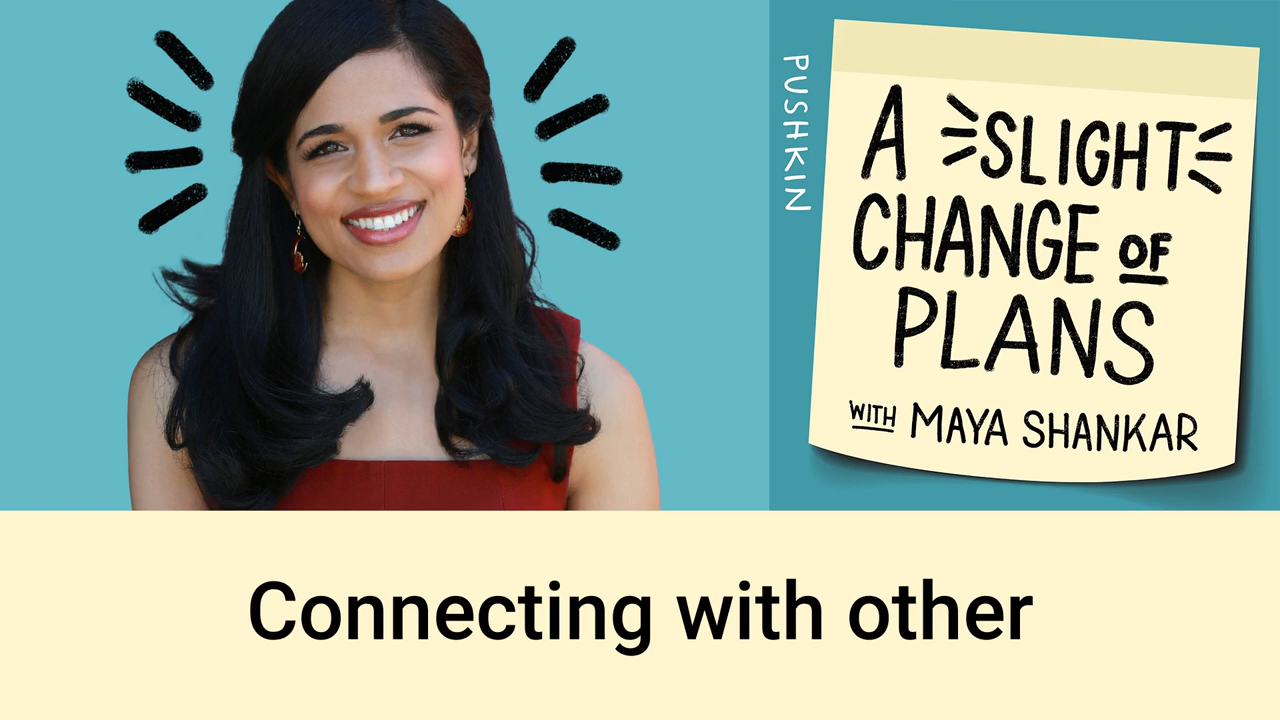 PUSHKIN
A SLIGHT
CHANGE OF
PLANS
WITH MAYA SHANKAR
Connecting with other